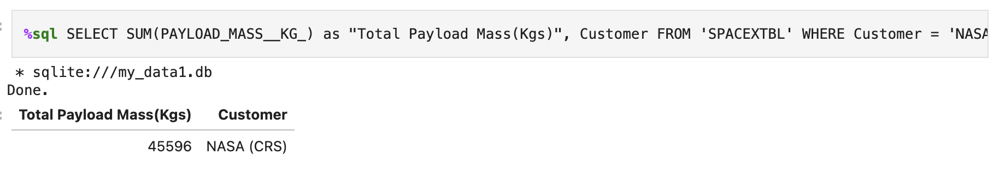 %sql SELECT SUM(PAYLOAD_MASS__KG_) as "Total Payload Mass(Kgs)", Customer FROM 'SPACEXTBL' WHERE Customer = 'NASA
* sqlite:///my_data1.db
Done.
Total Payload Mass(Kgs) Customer
45596 NASA (CRS)